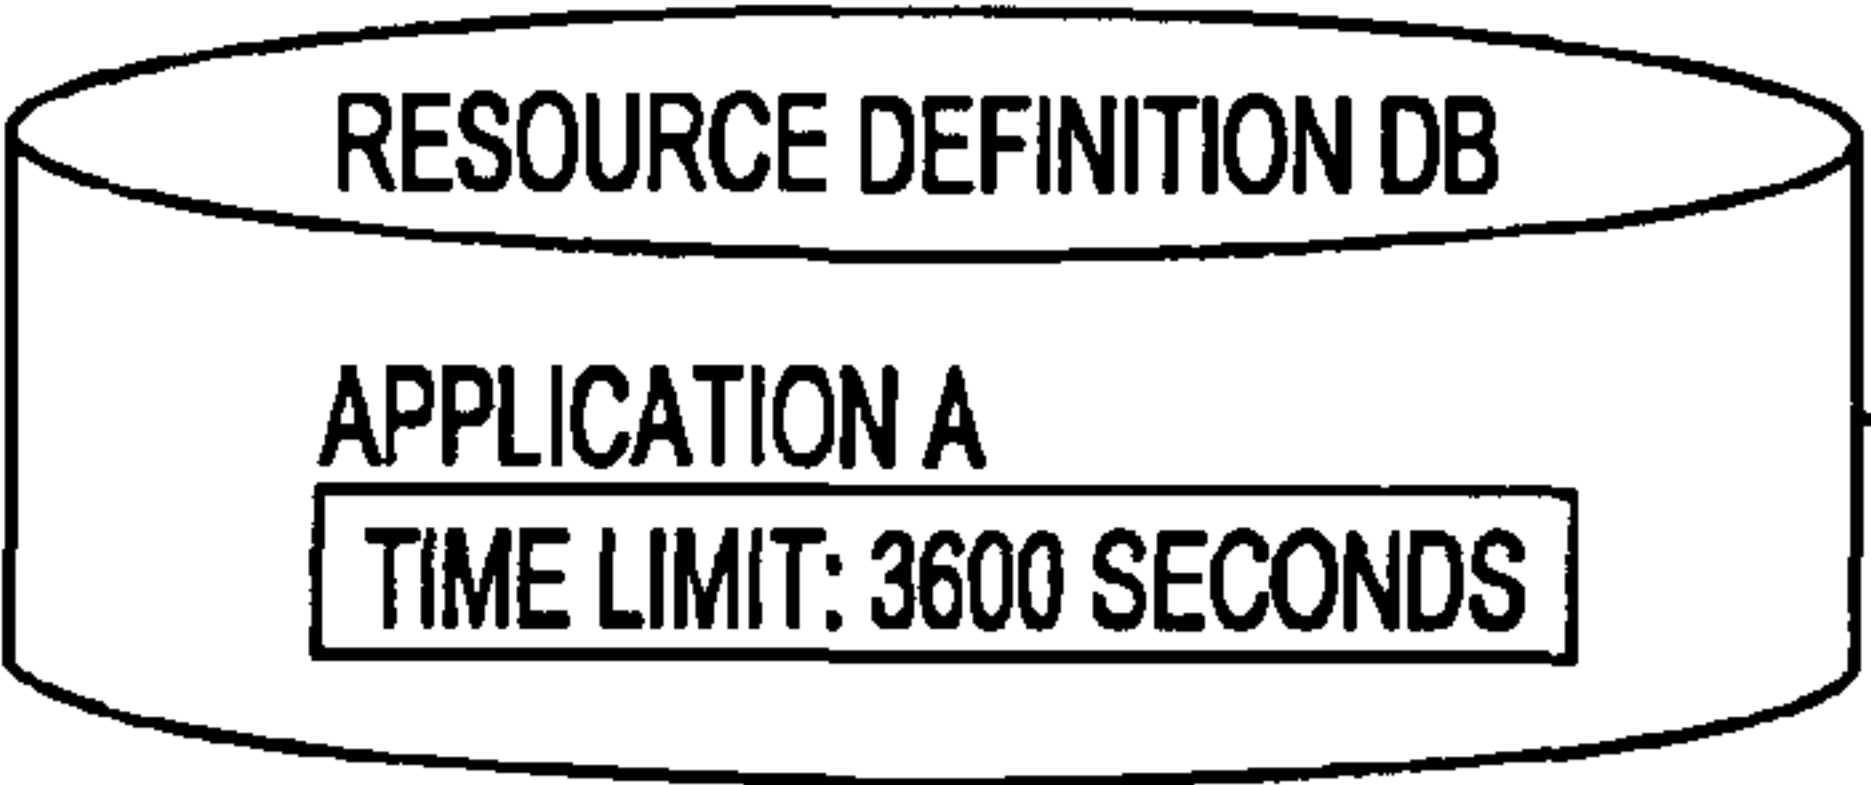 RESOURCE DEFINITION DB
APPLICATION A
TIME LIMIT: 3600 SECONDS